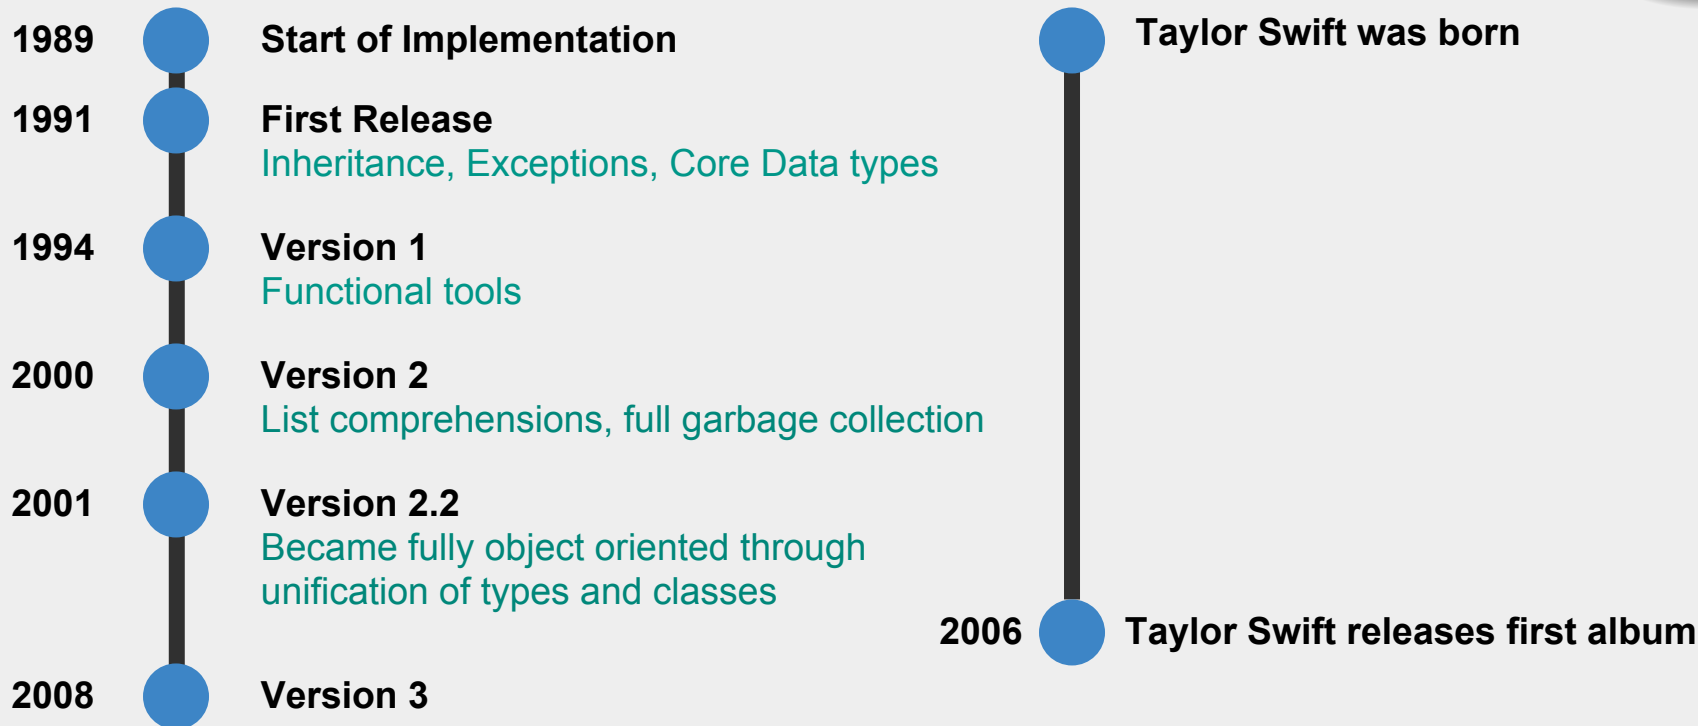 1989 Start of Implementation
1991 First Release
Inheritance, Exceptions, Core Data types
1994 Version 1
Functional tools
2000 Version 2
List comprehensions, full garbage collection
2001 Version 2.2
Became fully object oriented through
unification of types and classes
2008 Version 3
Taylor Swift was born
2006 Taylor Swift releases first album